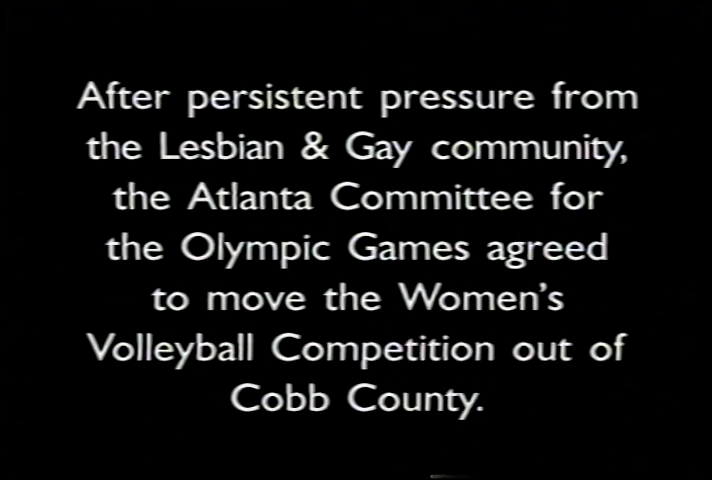 After persistent pressure from
the Lesbian & Gay community,
the Atlanta Committee for
the Olympic Games agreed
to move the Women's
Volleyball Competition out of
Cobb County.